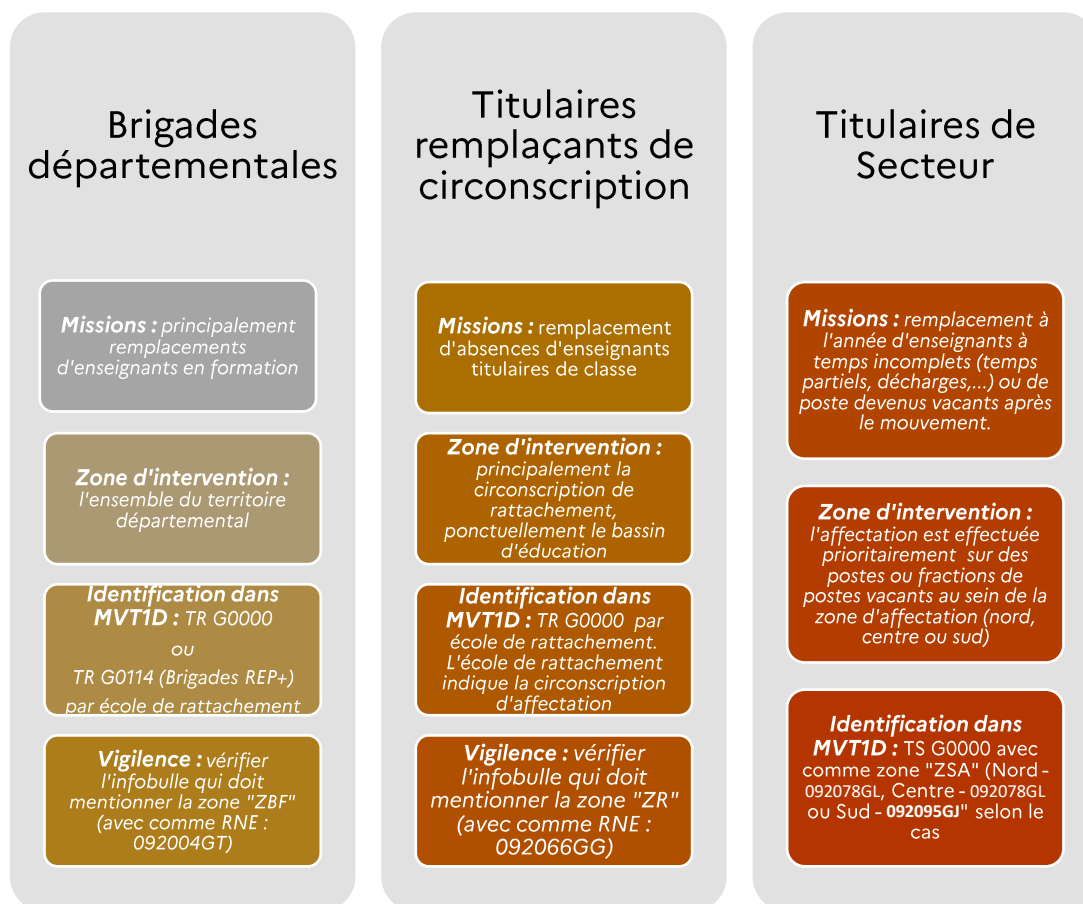 Brigades
départementales
Missions : principalement
remplacements
d'enseignants en formation
Zone d'intervention :
l'ensemble du territoire
départemental
Identification dans
MVT1D : TR G0000
ou
TR G0114 (Brigades REP+)
par école de rattachement
Vigilence : vérifier
l'infobulle qui doit
mentionner la zone "ZBF"
(avec comme RNE :
092004GT)
Titulaires
remplaçants de
circonscription
Missions : remplacement
d'absences d'enseignants
titulaires de classe
Zone d'intervention :
principalement la
circonscription de
rattachement,
ponctuellement le bassin
d'éducation
Identification dans
MVT1D : TR G0000 par
école de rattachement.
L'école de rattachement
indique la circonscription
d'affectation
Vigilence : vérifier
l'infobulle qui doit
mentionner la zone "ZR"
(avec comme RNE :
092066GG)
Titulaires de
Secteur
Missions : remplacement à
l'année d'enseignants à
temps incomplets (temps
partiels, décharges,...) ou de
poste devenus vacants après
le mouvement.
Zone d'intervention :
l'affectation est effectuée
prioritairement sur des
postes ou fractions de
postes vacants au sein de la
zone d'affectation (nord,
centre ou sud)
Identification dans
MVT1D : TS G0000 avec
comme zone "ZSA" (Nord -
092078GL, Centre - 092078GL
ou Sud - 092095GJ" selon le
cas